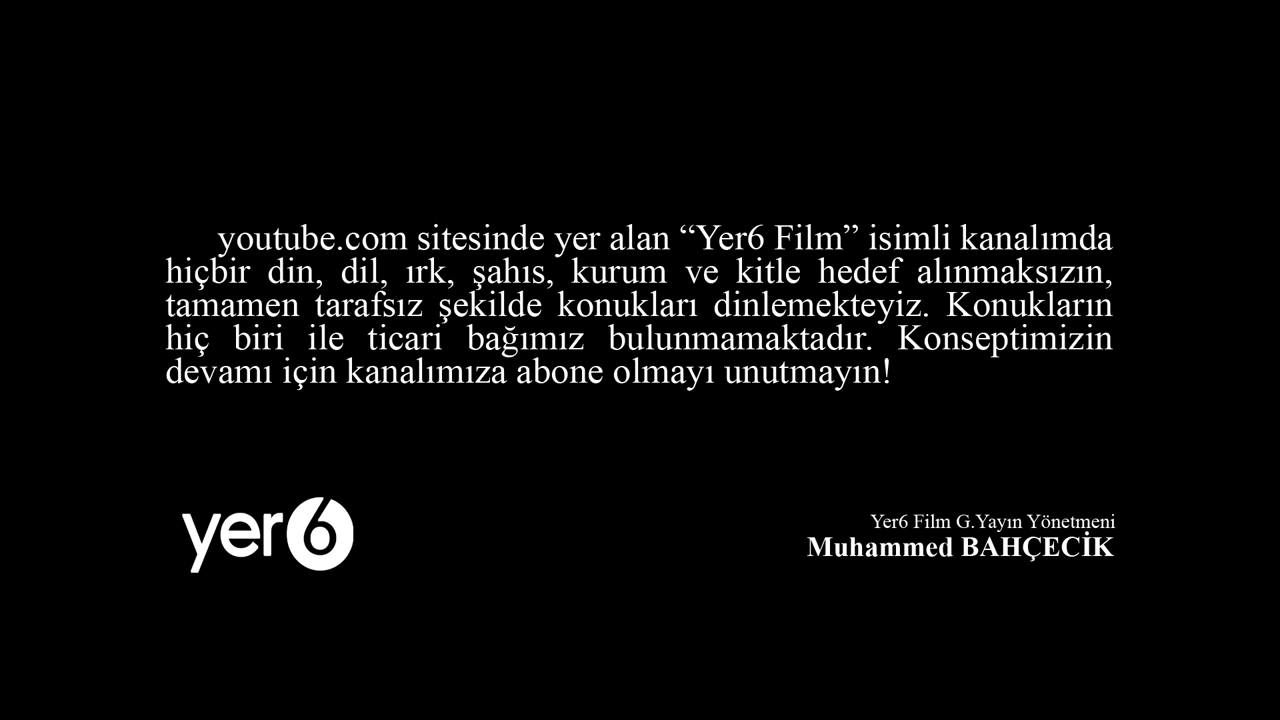 youtube.com sitesinde yer alan “Yer6 Film” isimli kanalımda
hiçbir din, dil, ırk, şahıs, kurum ve kitle hedef alınmaksızın,
tamamen tarafsız şekilde konukları dinlemekteyiz. Konukların
hiç biri ile ticari bağımız bulunmamaktadır. Konseptimizin
devamı için kanalımıza abone olmayı unutmayın!
yer6
Yer6 Film G.Yayın Yönetmeni
Muhammed BAHÇECİK